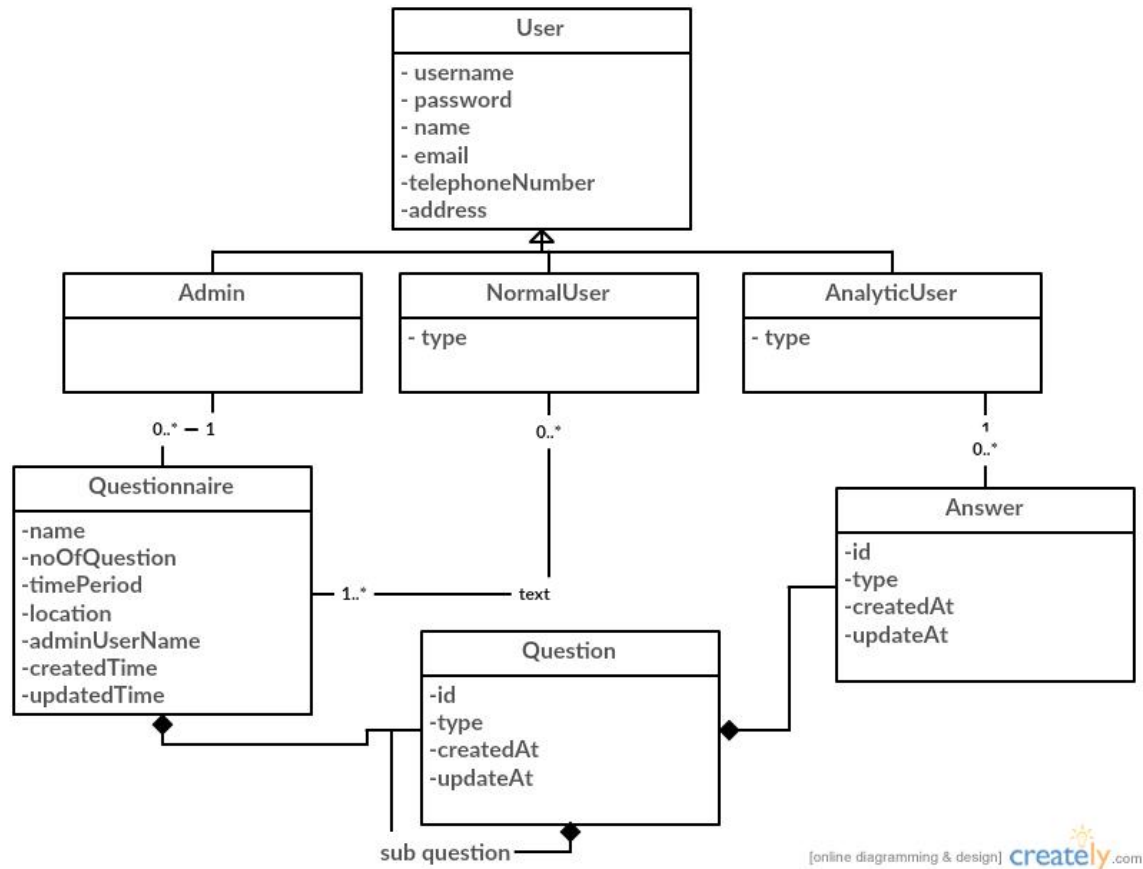 User
- username
- password
- name
- email
-telephoneNumber
-address
Admin
NormalUser
- type
AnalyticUser
- type
0..* 1
0..*
1
0..*
Questionnaire
-name
-noOfQuestion
-timePeriod
-location
-adminUserName
-createdTime
-updatedTime
1..*
text
Answer
-id
-type
-createdAt
-updateAt
Question
-id
-type
-createdAt
-updateAt
sub question
[online diagramming & design] creately.com